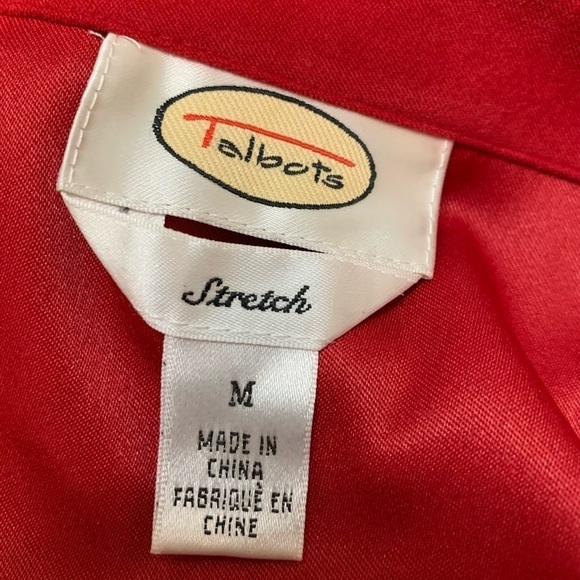 Talbots
Stretch
M
MADE IN
CHINA
FABRIQUÈ EN
CHINE